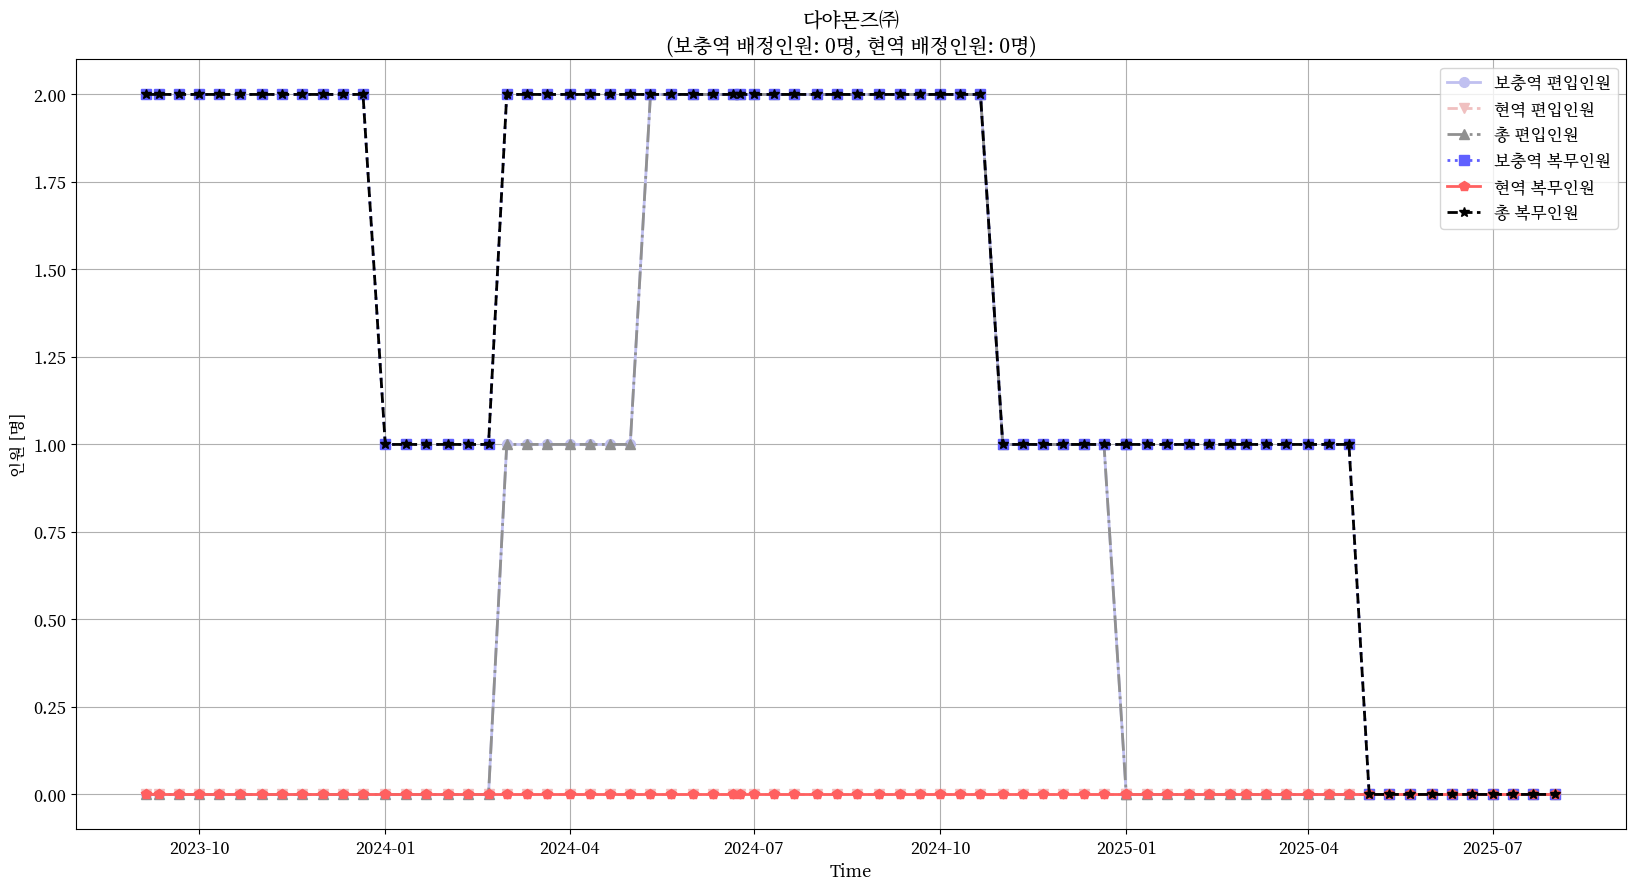 다야몬즈㈜
(보충역 배정인원: 0명, 현역 배정인원: 0명)
보충역 편입인원
현역 편입인원
총 편입인원
보충역 복무인원
현역 복무인원
총 복무인원
인원 [명]
2.00
1.75
1.50
1.25
1.00
0.75
0.50
0.25
0.00
2023-10
2024-01
2024-04
2024-07
2024-10
2025-01
2025-04
2025-07
Time